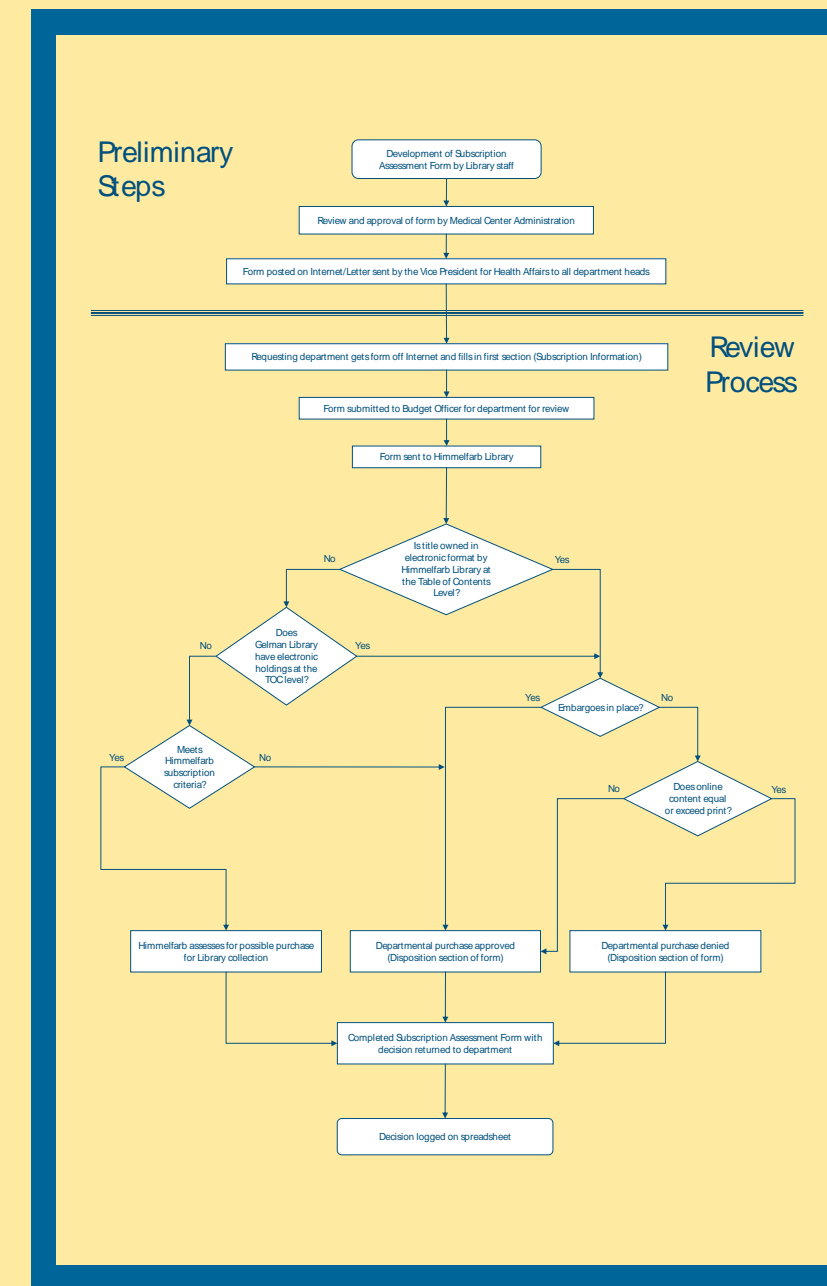 Preliminary
Steps
Development of Subscription
Assessment Form by Library staff
Review and approval of form by Medical Center Administration
Form posted on Internet/Letter sent by the Vice President for Health Affairs to all department heads
Review
Process
Requesting department gets form off Internet and fills in first section (Subscription Information)
Form submitted to Budget Officer for department for review
Form sent to Himmelfarb Library
Is title owned in
electronic format by
Himmelfarb Library at
the Table of Contents
Level?
No
Yes
Does
Gelman Library
have electronic
holdings at the
TOC level?
No
Yes
Embargoes in place?
Yes
No
Meets
Himmelfarb
subscription
criteria?
Yes
No
Does online
content equal
or exceed print?
No
Yes
Himmelfarb assesses for possible purchase
for Library collection
Departmental purchase approved
(Disposition section of form)
Departmental purchase denied
(Disposition section of form)
Completed Subscription Assessment Form with
decision returned to department
Decision logged on spreadsheet